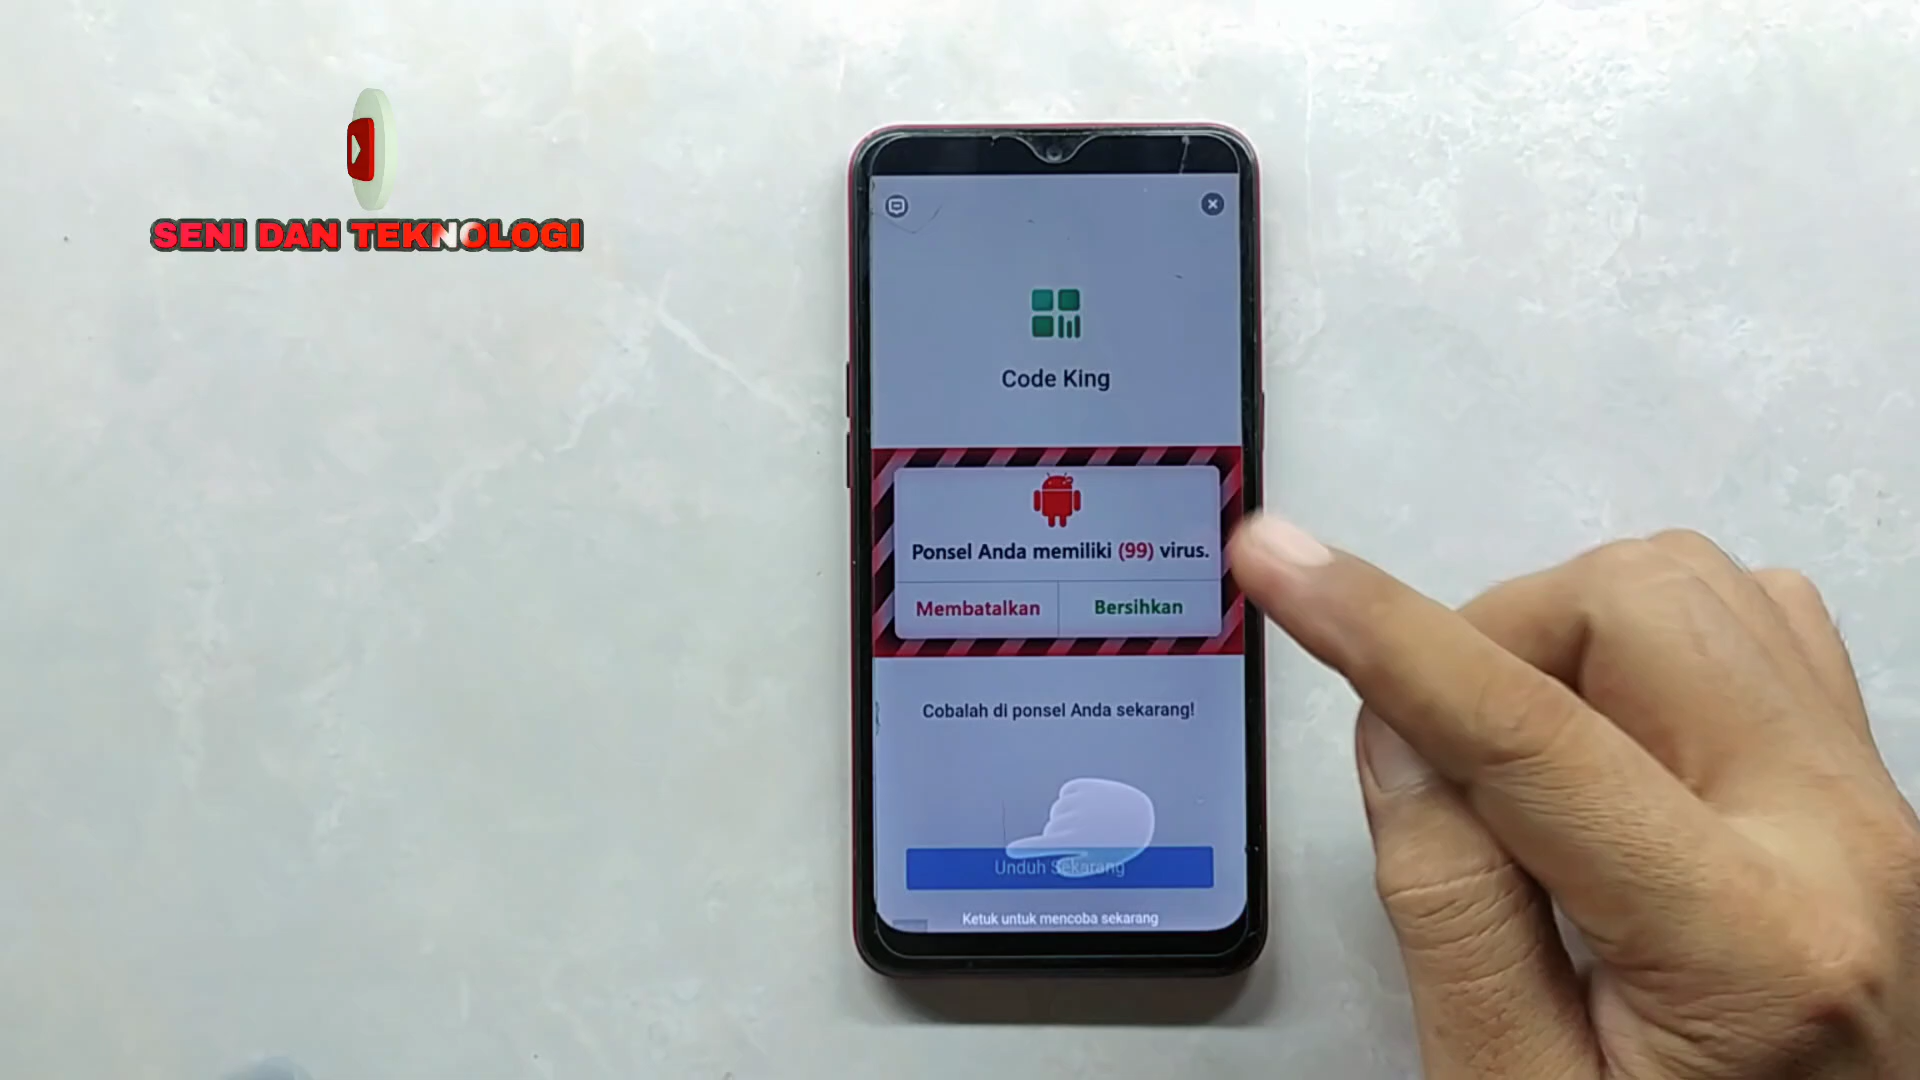 SENI DAN TEKNOLOGI
Code King
Ponsel Anda memiliki (99) virus.
Membatalkan
Bersihkan
Cobalah di ponsel Anda sekarang!
Unduh Sekarang
Ketuk untuk mencoba sekarang